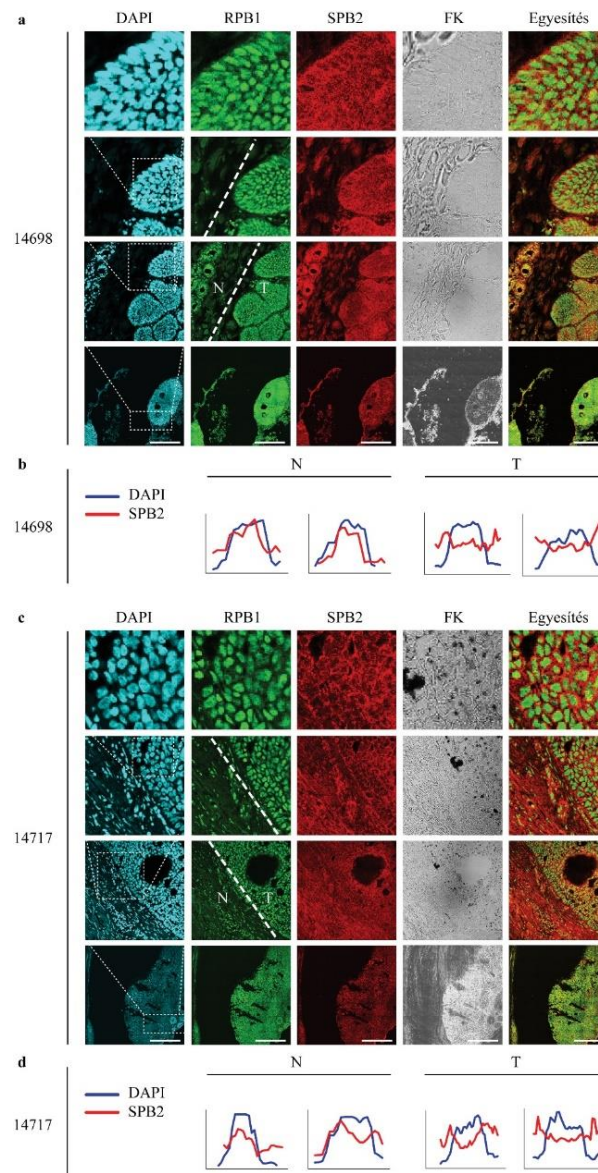 a
DAPI RPB1 SPB2 FK Egyesítés
14698
N T
b
N T
14698
DAPI
SPB2
c
DAPI RPB1 SPB2 FK Egyesítés
14717
N T
d
N T
DAPI
14717
SPB2